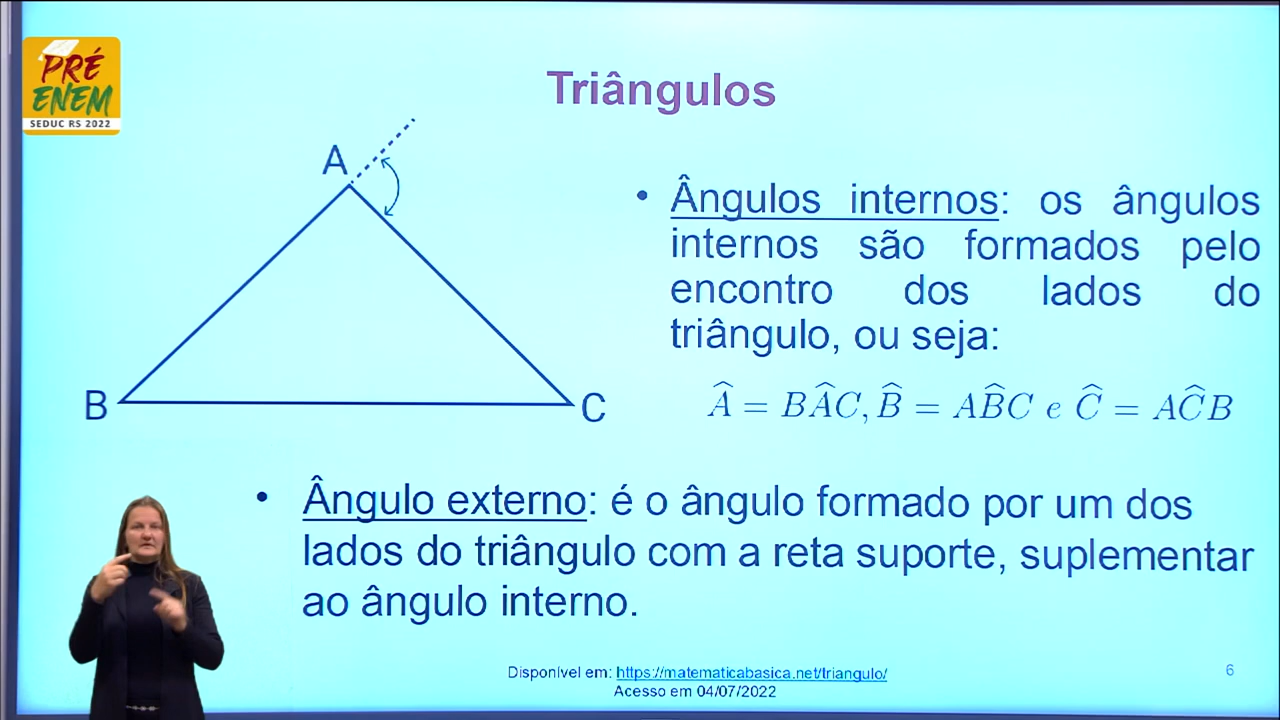 PRÉ
ENEM
SEDUC RS 2022
Triângulos
A
B
C
• Ângulos internos: os ângulos
internos são formados pelo
encontro dos lados do
triângulo, ou seja:
Â = BÂC, B̂ = AB̂C e Ĉ = AĈB
• Ângulo externo: é o ângulo formado por um dos
lados do triângulo com a reta suporte, suplementar
ao ângulo interno.
Disponível em: https://matematicabasica.net/triangulo/
Acesso em 04/07/2022
6